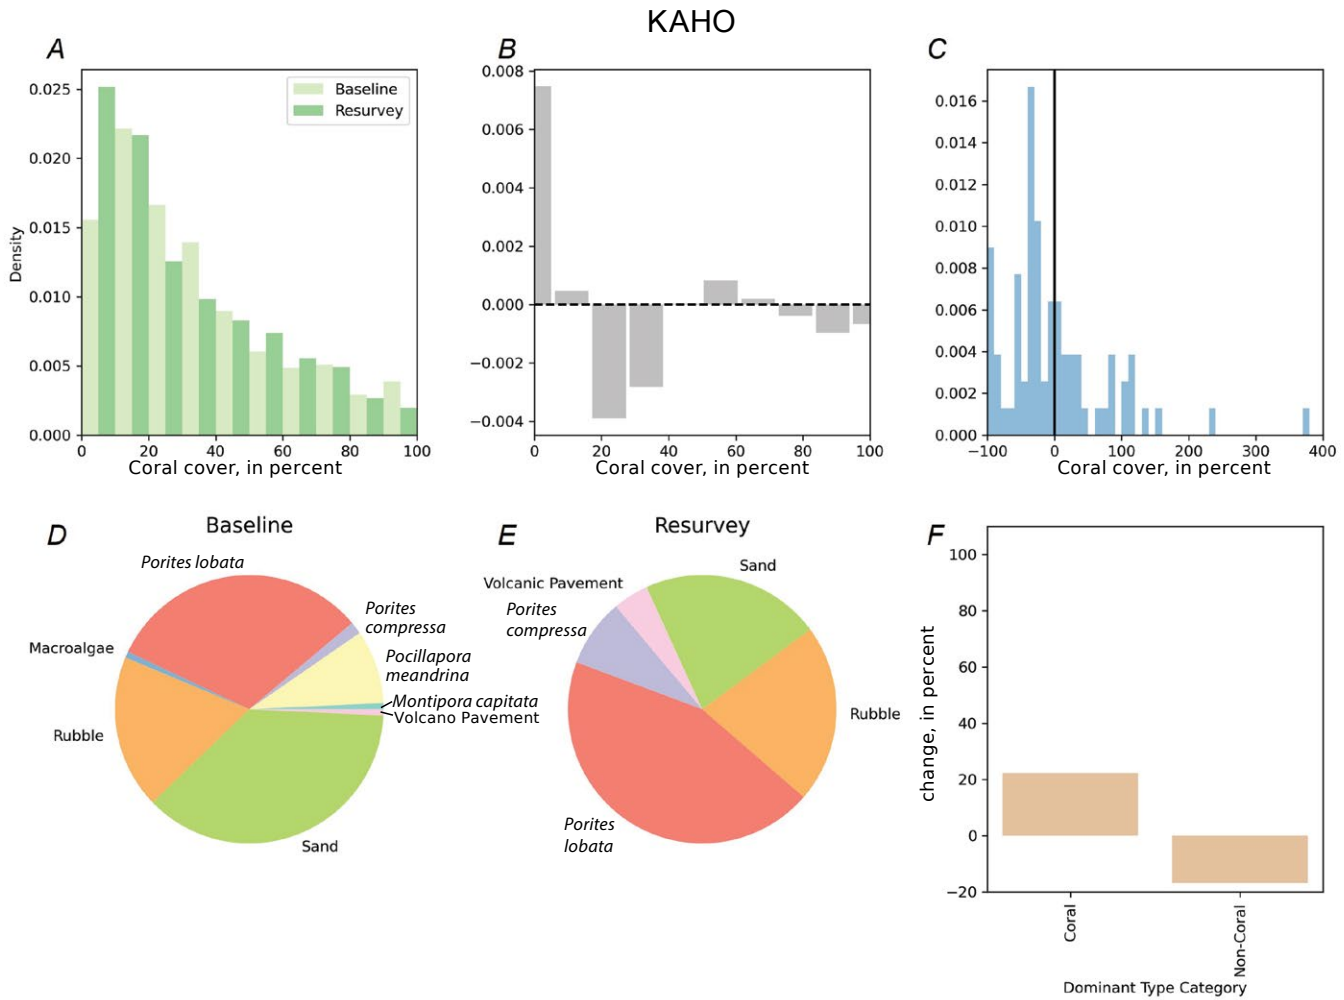 KAHO
A
B
C
Baseline
Resurvey
0.025
0.020
0.015
0.010
0.005
0.000
Density
0 20 40 60 80 100
Coral cover, in percent
0.008
0.006
0.004
0.002
0.000
−0.002
−0.004
0 20 40 60 80 100
Coral cover, in percent
0.016
0.014
0.012
0.010
0.008
0.006
0.004
0.002
0.000
−100 0 100 200 300 400
Coral cover, in percent
D
Baseline
Porites lobata
Porites
compressa
Macroalgae
Pocillapora
meandrina
Montipora capitata
Volcano Pavement
Rubble
Sand
E
Resurvey
Sand
Volcanic Pavement
Porites
compressa
Rubble
Porites
lobata
F
100
80
60
40
20
0
−20
change, in percent
Coral
Non-Coral
Dominant Type Category